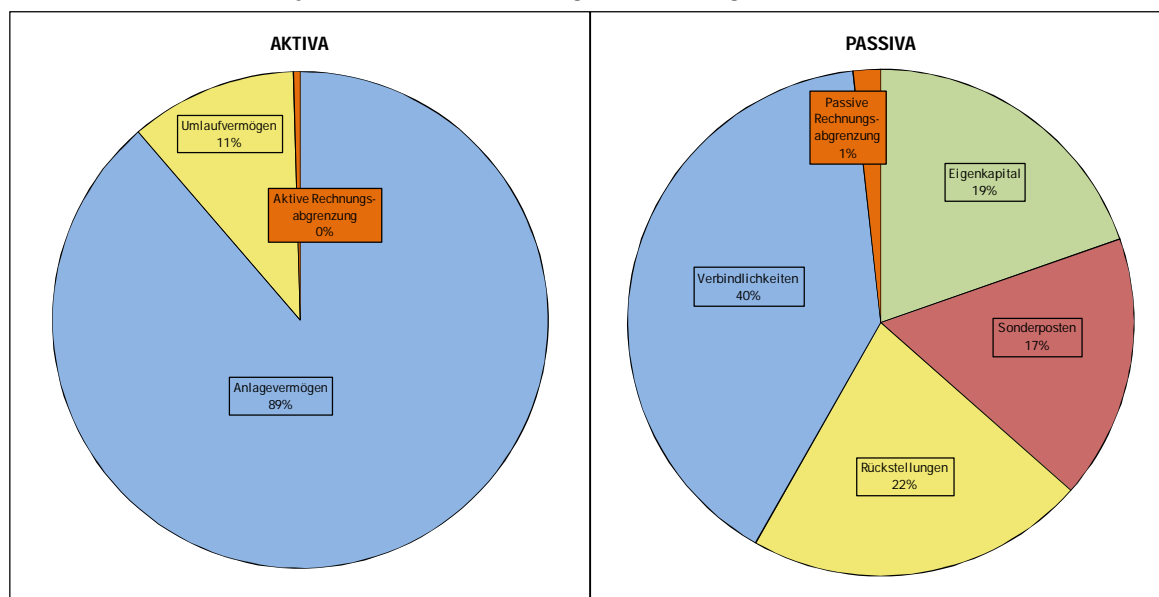 AKTIVA
Umlaufvermögen
11%
Aktive Rechnungs-
abgrenzung
0%
Anlagevermögen
89%
PASSIVA
Passive
Rechnungs-
abgrenzung
1%
Eigenkapital
19%
Verbindlichkeiten
40%
Sonderposten
17%
Rückstellungen
22%